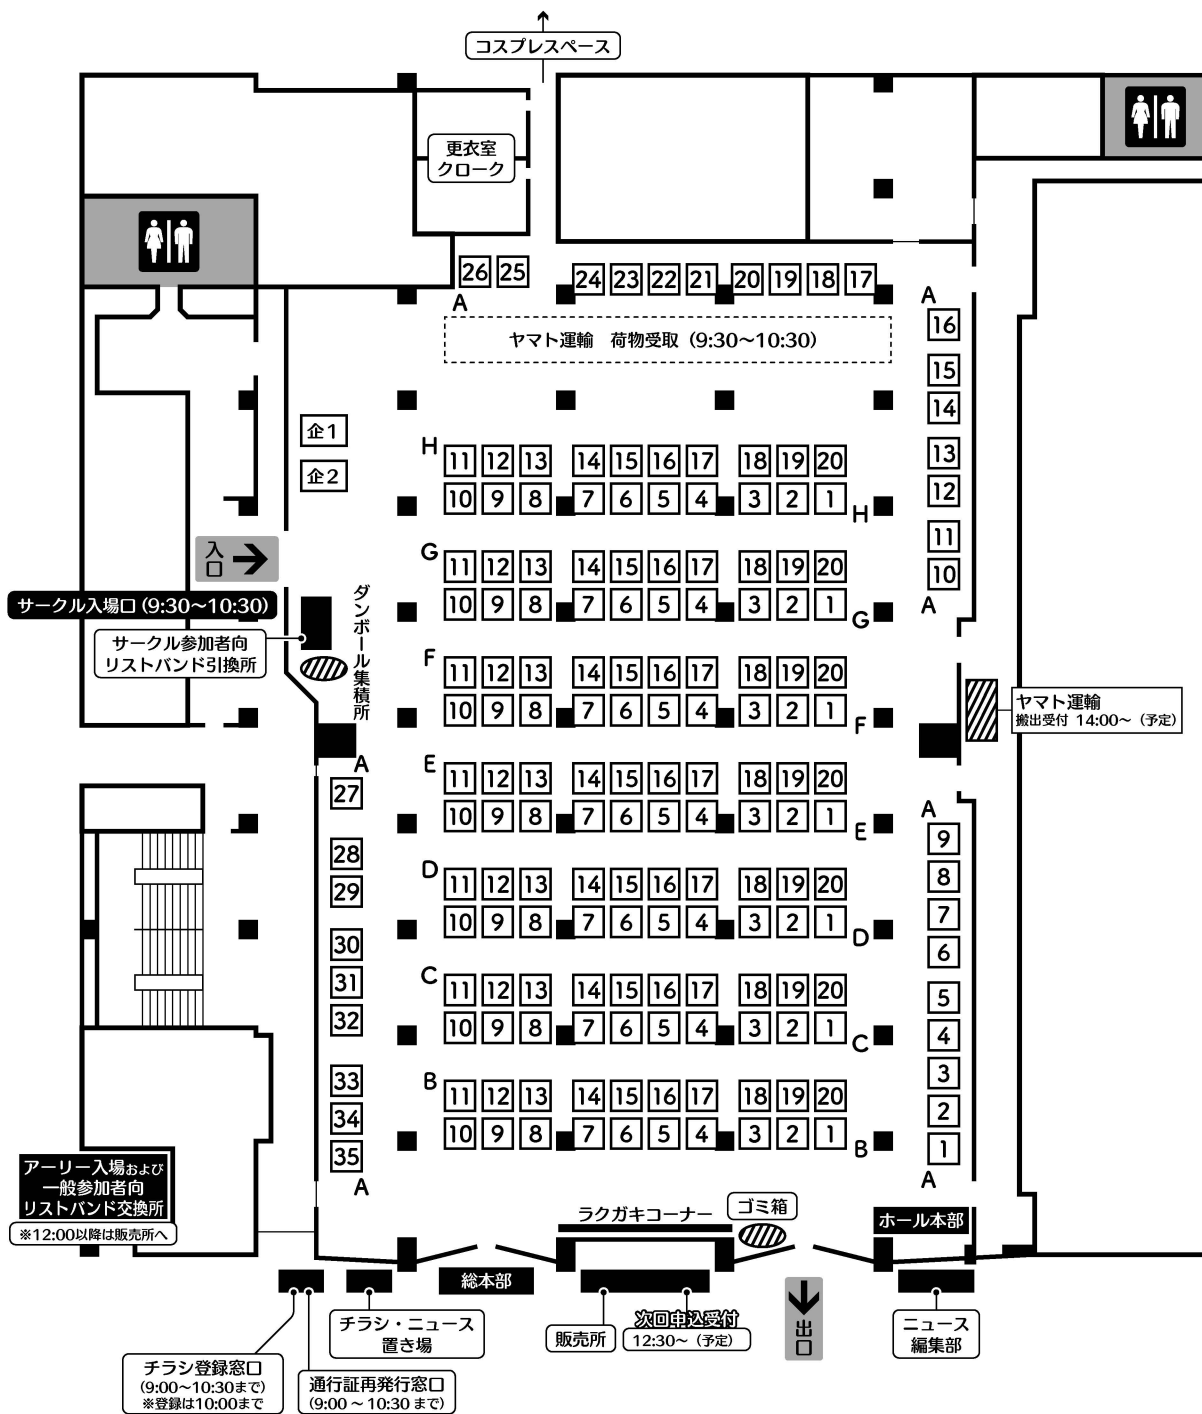 コスプレスペース
更衣室
クローク
26 25 24 23 22 21 20 19 18 17
A
A
ヤマト運輸 荷物受取（9:30～10:30）
16
15
14
13
12
11
10
A
企1
企2
H
11 12 13 14 15 16 17 18 19 20
10 9 8 7 6 5 4 3 2 1
H
入口
サークル入場口（9:30～10:30）
サークル参加者向
リストバンド引換所
ダンボール集積所
G
11 12 13 14 15 16 17 18 19 20
10 9 8 7 6 5 4 3 2 1
G
F
11 12 13 14 15 16 17 18 19 20
10 9 8 7 6 5 4 3 2 1
F
ヤマト運輸
搬出受付 14:00～（予定）
E
11 12 13 14 15 16 17 18 19 20
10 9 8 7 6 5 4 3 2 1
E
D
11 12 13 14 15 16 17 18 19 20
10 9 8 7 6 5 4 3 2 1
D
C
11 12 13 14 15 16 17 18 19 20
10 9 8 7 6 5 4 3 2 1
C
B
11 12 13 14 15 16 17 18 19 20
10 9 8 7 6 5 4 3 2 1
B
A
27
28
29
30
31
32
33
34
35
A
A
9
8
7
6
5
4
3
2
1
A
アーリー入場および
一般参加者向
リストバンド交換所
※12:00以降は販売所へ
ラクガキコーナー
ゴミ箱
ホール本部
総本部
チラシ・ニュース
置き場
販売所
次回申込受付
12:30～（予定）
出口
ニュース
編集部
チラシ登録窓口
（9:00～10:30まで）
※登録は10:00まで
通行証再発行窓口
（9:00～10:30まで）